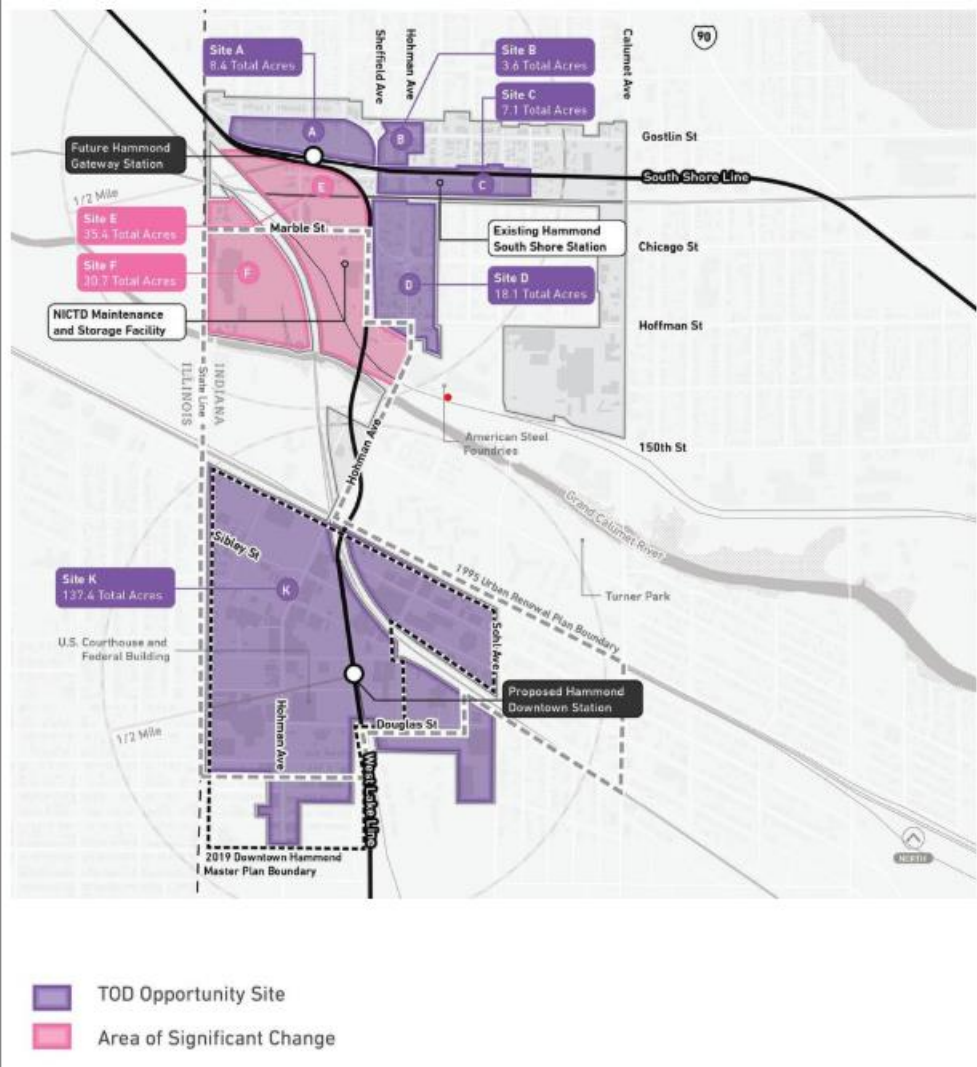 Site A
8.4 Total Acres
Sheffield Ave
Hohman Ave
Site B
3.6 Total Acres
Site C
7.1 Total Acres
Calumet Ave
90
A
B
Gostlin St
Future Hammond
Gateway Station
South Shore Line
C
E
1/2 Mile
Site E
35.4 Total Acres
Marble St
Existing Hammond
South Shore Station
Chicago St
Site F
F
D
Site D
18.1 Total Acres
NICTD Maintenance
and Storage Facility
Hoffman St
ILLINOIS
State Line
INDIANA
American Steel
Foundries
150th St
Hohman Ave
Grand Calumet River
Sibley St
1995 Urban Renewal Plan Boundary
Site K
137.4 Total Acres
K
Turner Park
Sohl Ave
U.S. Courthouse and
Federal Building
Proposed Hammond
Downtown Station
Hohman Ave
Douglas St
1/2 Mile
West Lake Line
2019 Downtown Hammond
Master Plan Boundary
NORTH
TOD Opportunity Site
Area of Significant Change